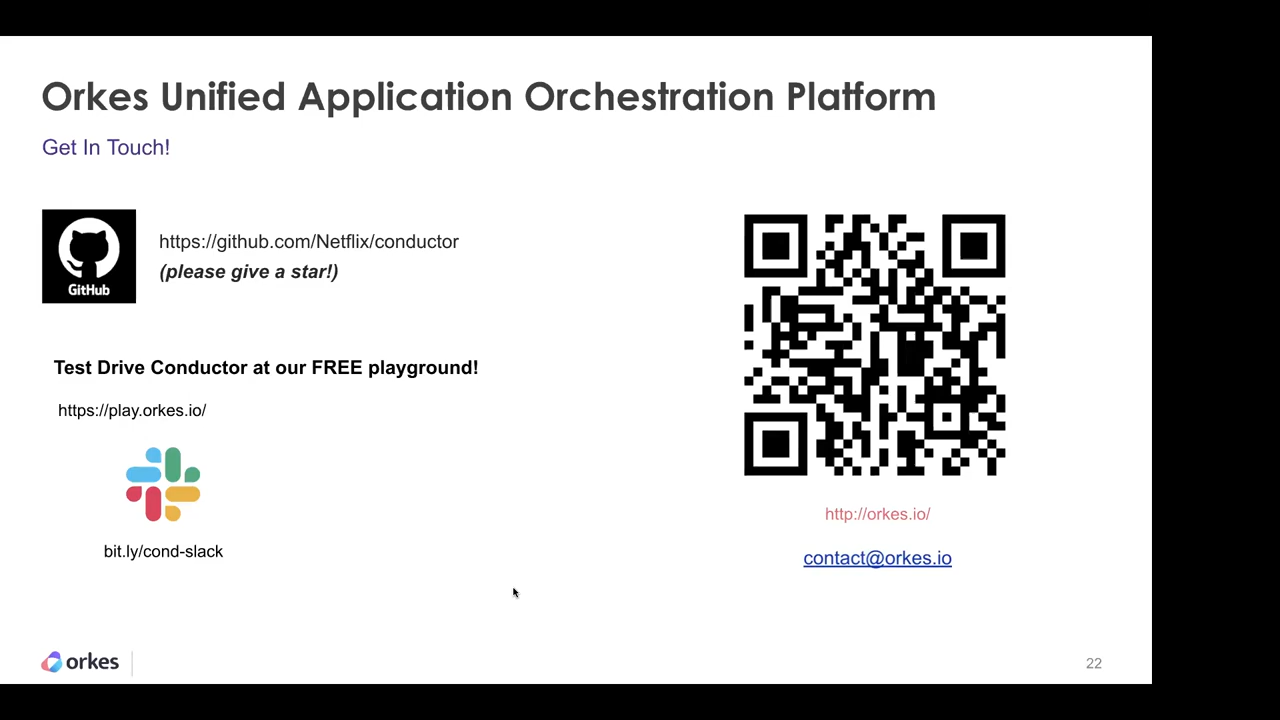 Orkes Unified Application Orchestration Platform
Get In Touch!
GitHub
https://github.com/Netflix/conductor
(please give a star!)
Test Drive Conductor at our FREE playground!
https://play.orkes.io/
bit.ly/cond-slack
http://orkes.io/
contact@orkes.io
orkes
22